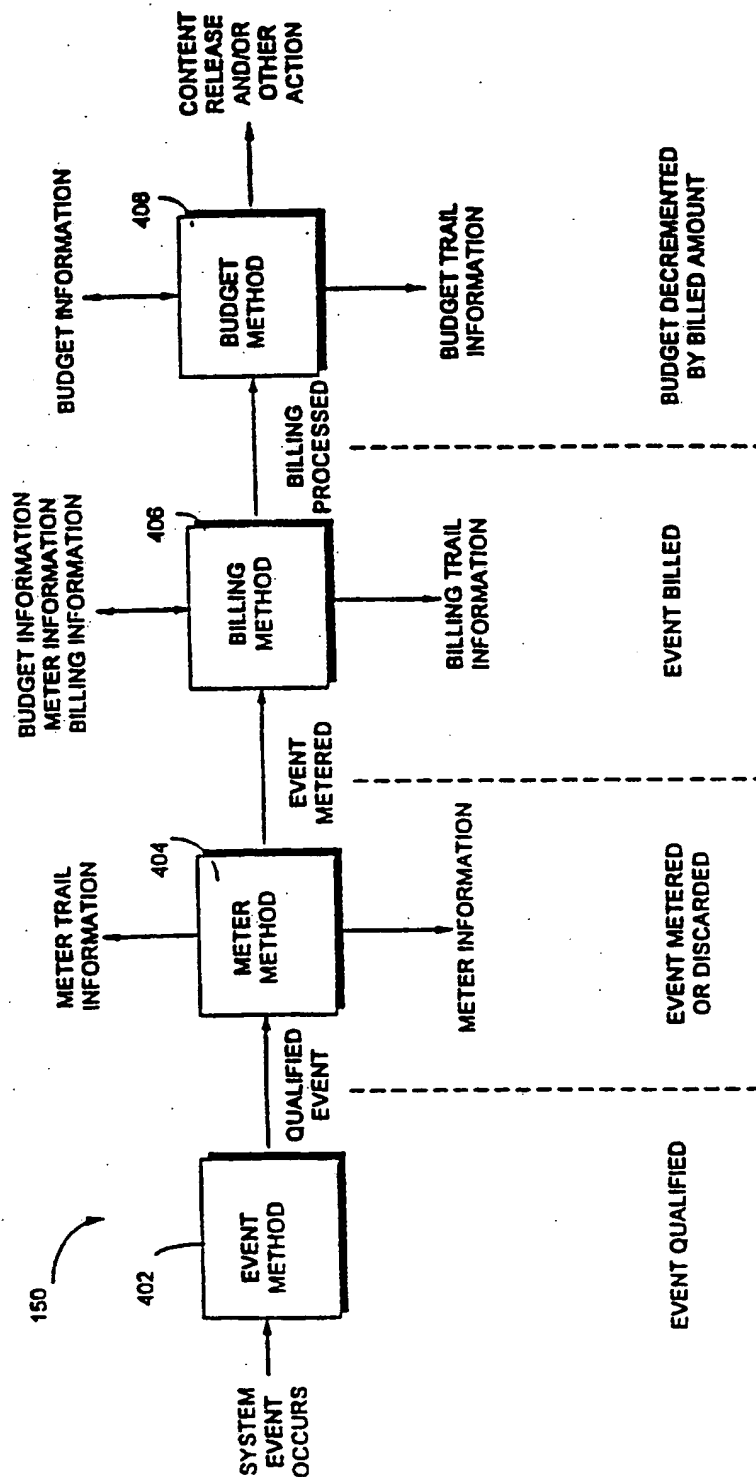 150
SYSTEM
EVENT
OCCURS
402
EVENT
METHOD
QUALIFIED
EVENT
METER TRAIL
INFORMATION
404
METER
METHOD
METER INFORMATION
EVENT
METERED
BUDGET INFORMATION
METER INFORMATION
BILLING INFORMATION
406
BILLING
METHOD
BILLING TRAIL
INFORMATION
BILLING
PROCESSED
BUDGET INFORMATION
408
BUDGET
METHOD
BUDGET TRAIL
INFORMATION
CONTENT
RELEASE
AND/OR
OTHER
ACTION
EVENT QUALIFIED
EVENT METERED
OR DISCARDED
EVENT BILLED
BUDGET DECREMENTED
BY BILLED AMOUNT